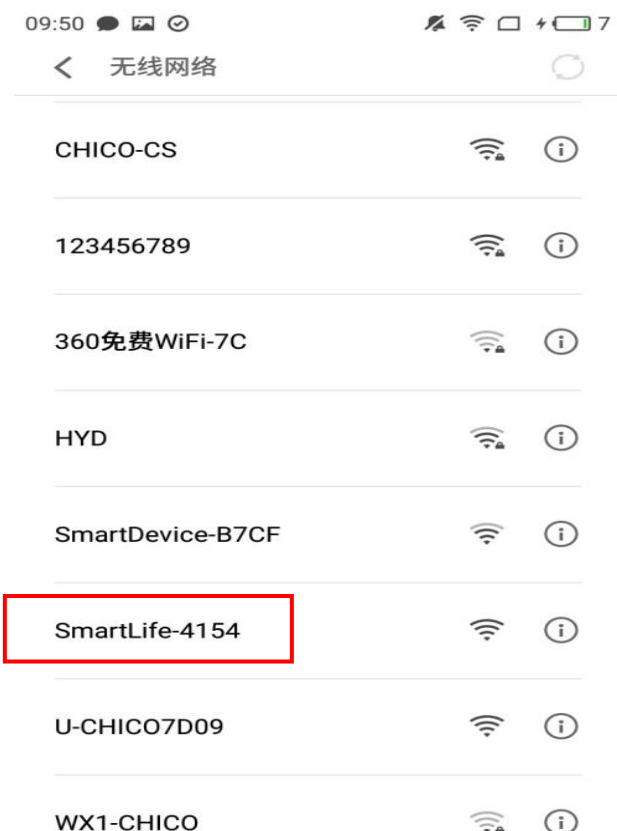 09:50 7
无线网络
CHICO-CS
123456789
360免费WiFi-7C
HYD
SmartDevice-B7CF
SmartLife-4154
U-CHICO7D09
WX1-CHICO